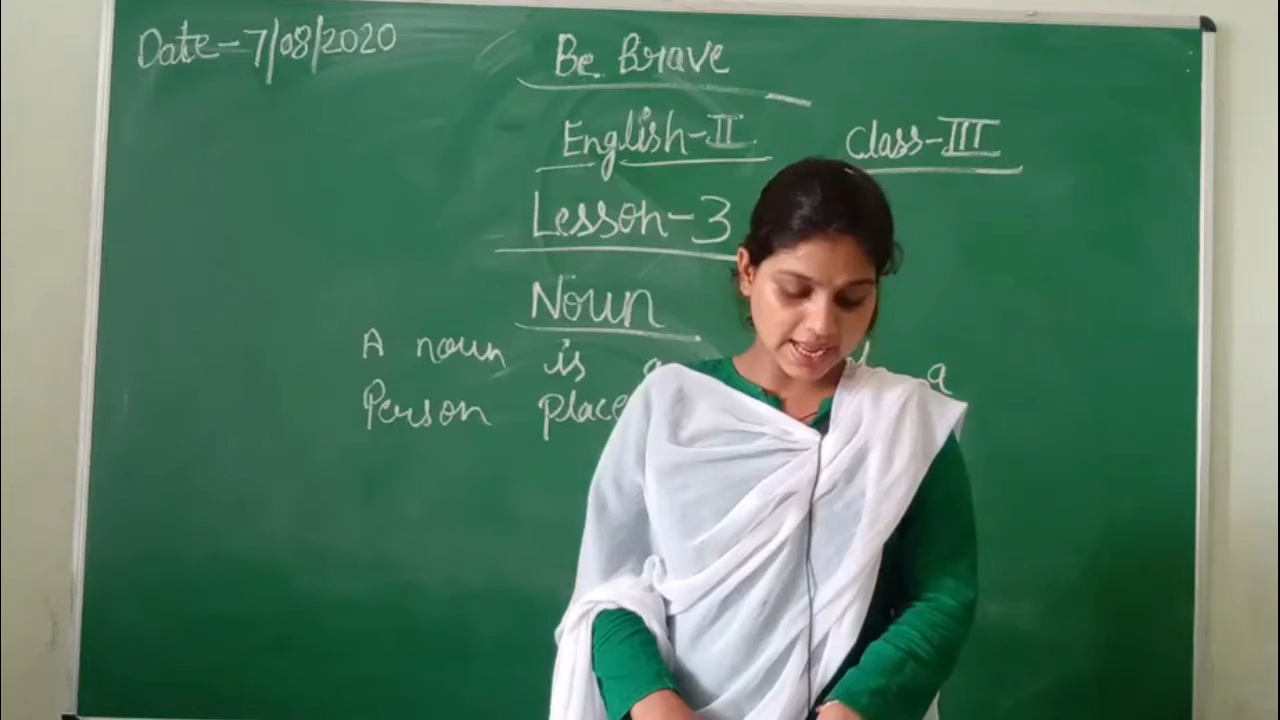 Date-7/08/2020
Be Brave
English-II Class-III
Lesson-3
Noun
A noun is a
Person place